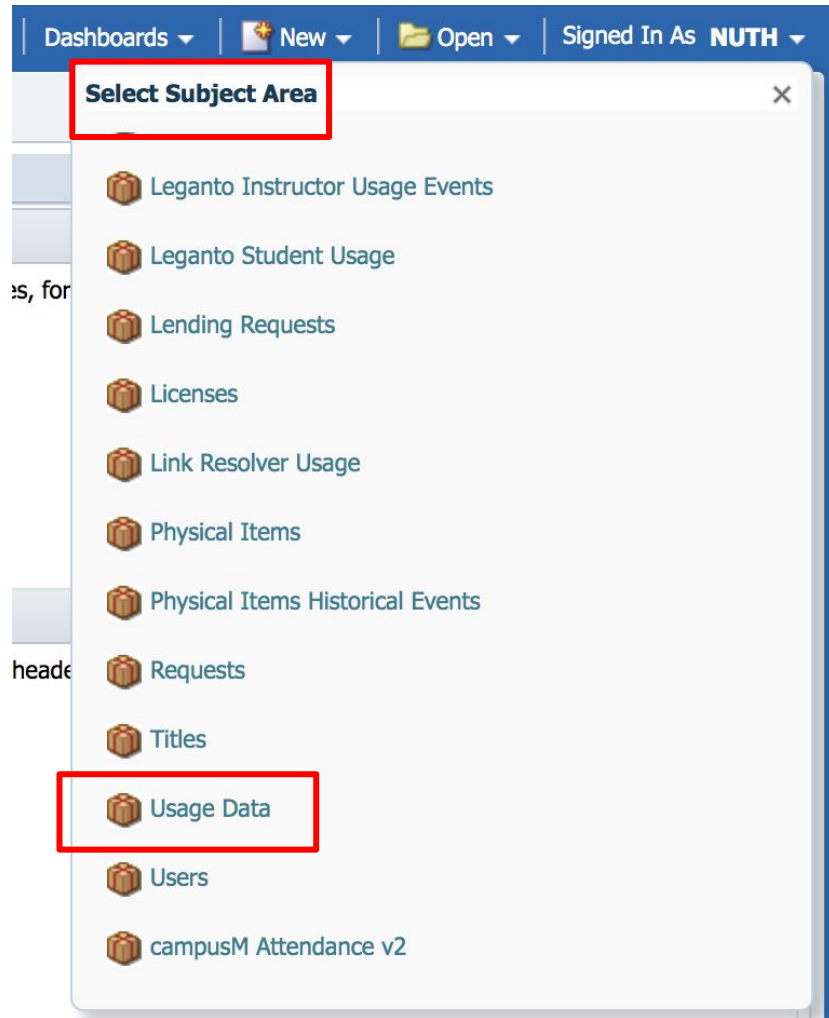 Dashboards New Open Signed In As NUTH
Select Subject Area
Leganto Instructor Usage Events
Leganto Student Usage
es, for
Lending Requests
Licenses
Link Resolver Usage
Physical Items
Physical Items Historical Events
heade
Requests
Titles
Usage Data
Users
campusM Attendance v2